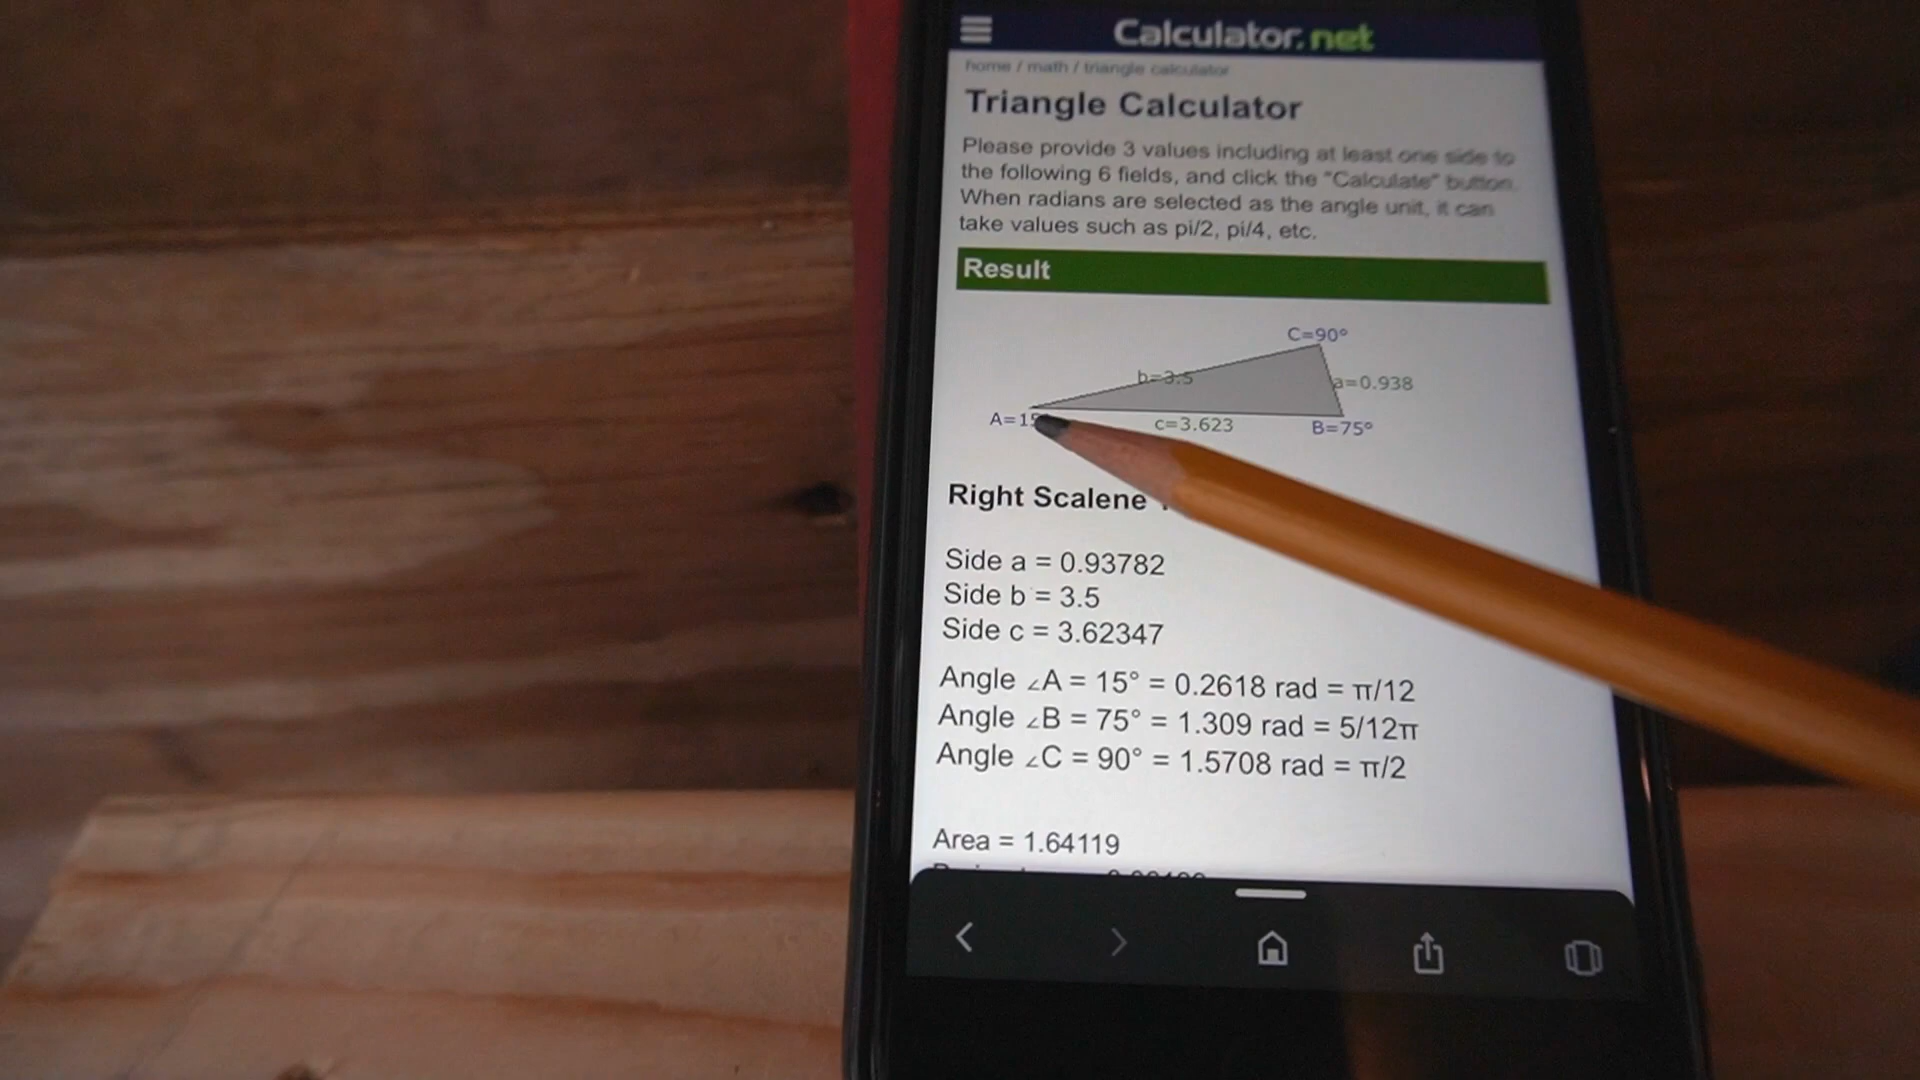 Calculator.net
home / math / triangle calculator
Triangle Calculator
Please provide 3 values including at least one side to
the following 6 fields, and click the "Calculate" button.
When radians are selected as the angle unit, it can
take values such as pi/2, pi/4, etc.
Result
C=90°
b=3.5
a=0.938
A=15
c=3.623
B=75°
Right Scalene
Side a = 0.93782
Side b = 3.5
Side c = 3.62347
Angle ∠A = 15° = 0.2618 rad = π/12
Angle ∠B = 75° = 1.309 rad = 5/12π
Angle ∠C = 90° = 1.5708 rad = π/2
Area = 1.64119